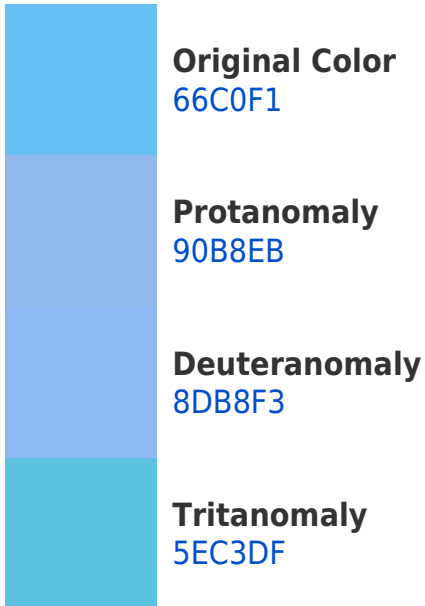 Original Color
66C0F1
Protanomaly
90B8EB
Deuteranomaly
8DB8F3
Tritanomaly
5EC3DF